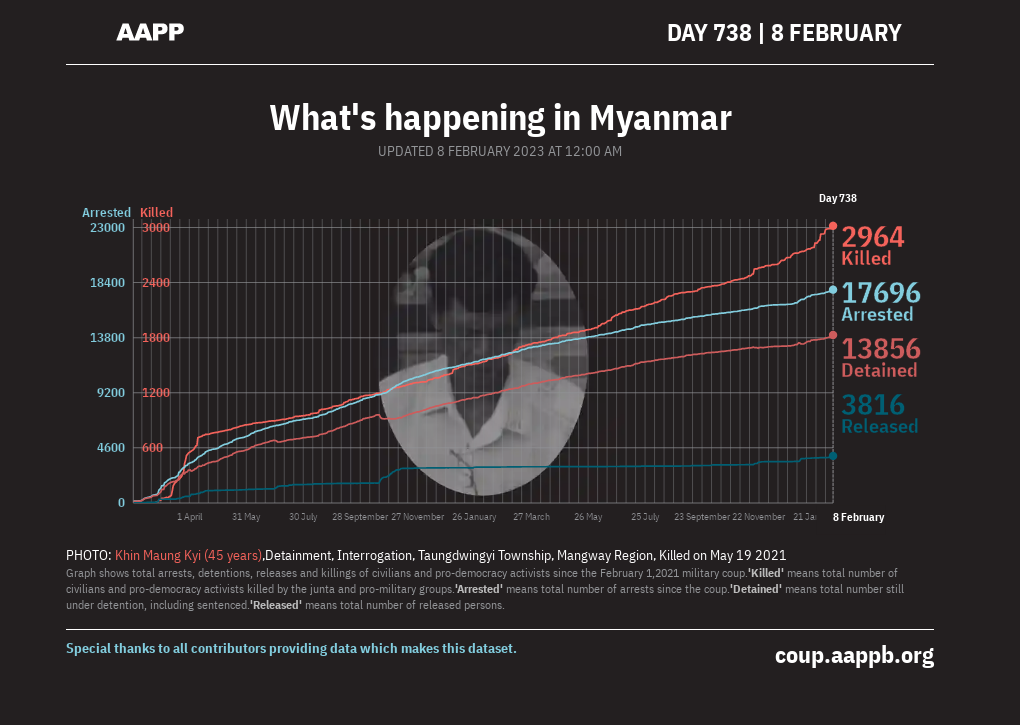 AAPP
DAY 738 | 8 FEBRUARY
What's happening in Myanmar
UPDATED 8 FEBRUARY 2023 AT 12:00 AM
Day 738
Arrested Killed
23000 3000
18400 2400
13800 1800
9200 1200
4600 600
0
2964
Killed
17696
Arrested
13856
Detained
3816
Released
1 April 31 May 30 July 28 September 27 November 26 January 27 March 26 May 25 July 23 September 22 November 21 8 February
PHOTO: Khin Maung Kyi (45 years),Detainment, Interrogation, Taungdwingyi Township, Mangway Region, Killed on May 19 2021
Graph shows total arrests, detentions, releases and killings of civilians and pro-democracy activists since the February 1,2021 military coup.'Killed' means total number of
civilians and pro-democracy activists killed by the junta and pro-military groups.'Arrested' means total number of arrests since the coup.'Detained' means total number still
under detention, including sentenced.'Released' means total number of released persons.
Special thanks to all contributors providing data which makes this dataset.
coup.aappb.org